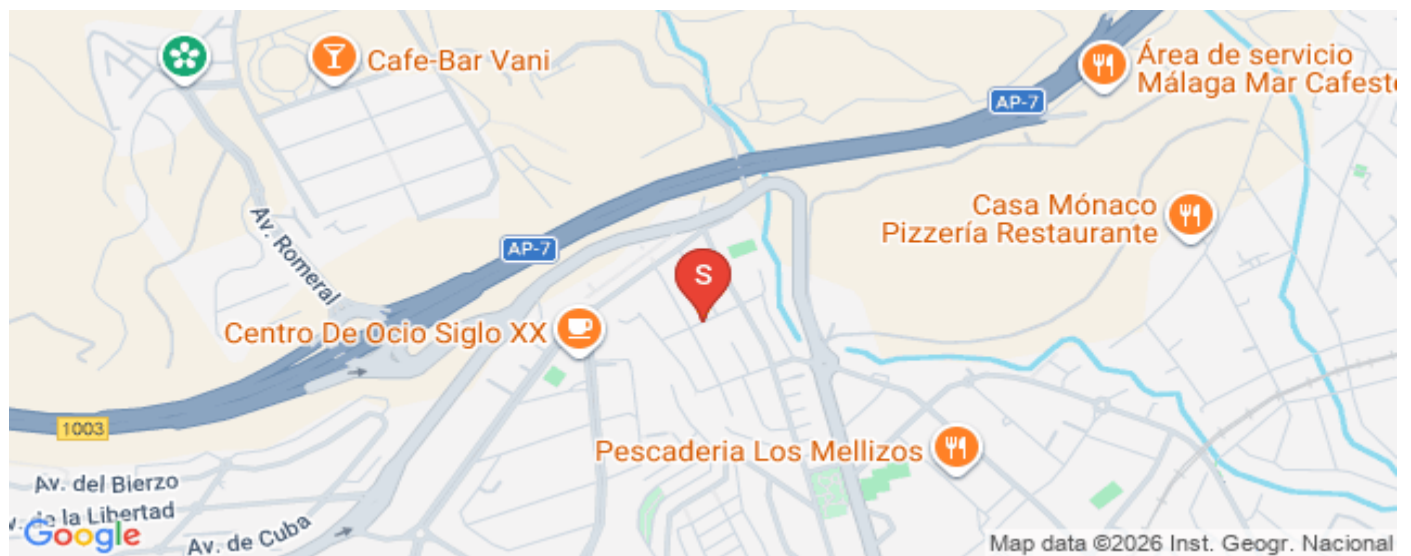 Cafe-Bar Vani
Área de servicio
Málaga Mar Cafest
AP-7
Casa Mónaco
Pizzería Restaurante
Av. Romeral
AP-7
S
Centro De Ocio Siglo XX
1003
Pescaderia Los Mellizos
Av. del Bierzo
de la Libertad
Av. de Cuba
Google
Map data ©2026 Inst. Geogr. Nacional